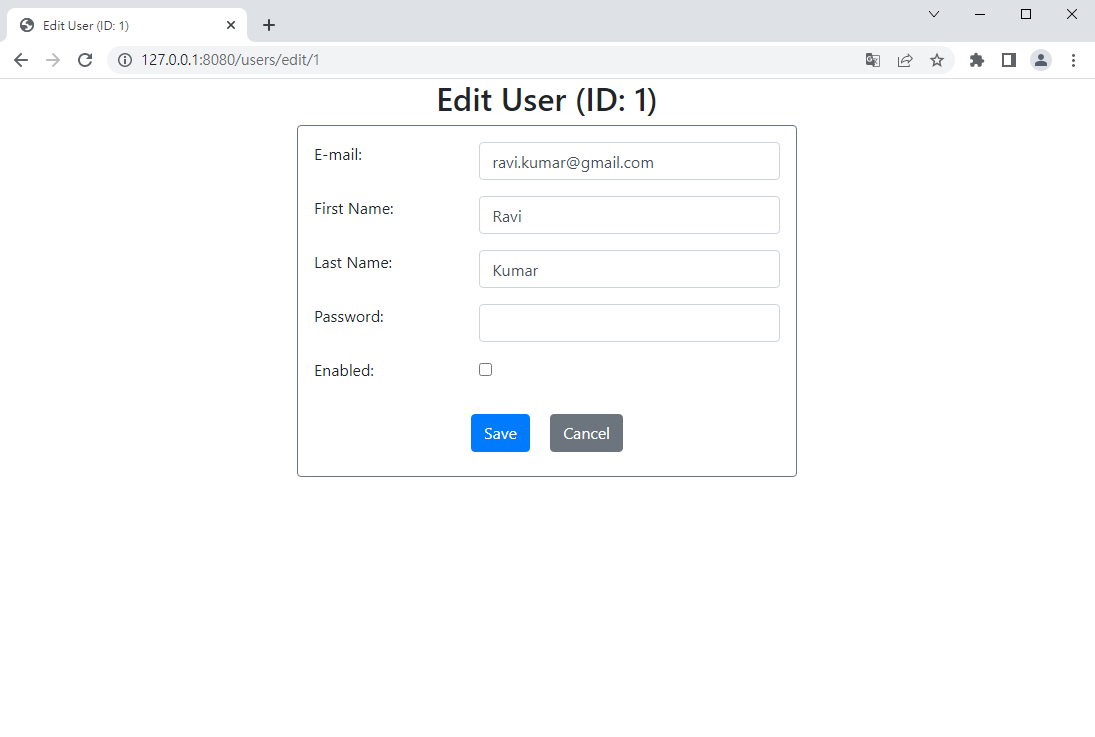 Edit User (ID: 1)
127.0.0.1:8080/users/edit/1
Edit User (ID: 1)
E-mail: ravi.kumar@gmail.com
First Name: Ravi
Last Name: Kumar
Password:
Enabled:
Save Cancel